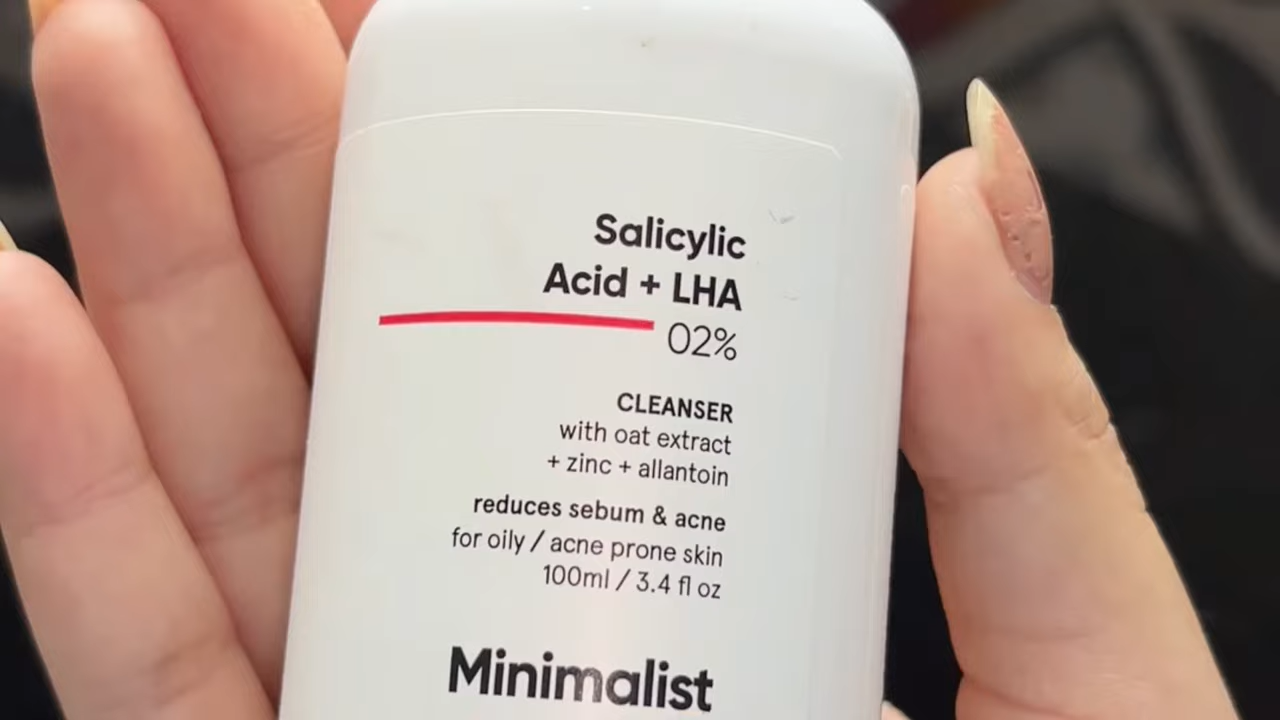 Salicylic
Acid + LHA
02%
CLEANSER
with oat extract
+ zinc + allantoin
reduces sebum & acne
for oily / acne prone skin
100ml / 3.4 fl oz
Minimalist